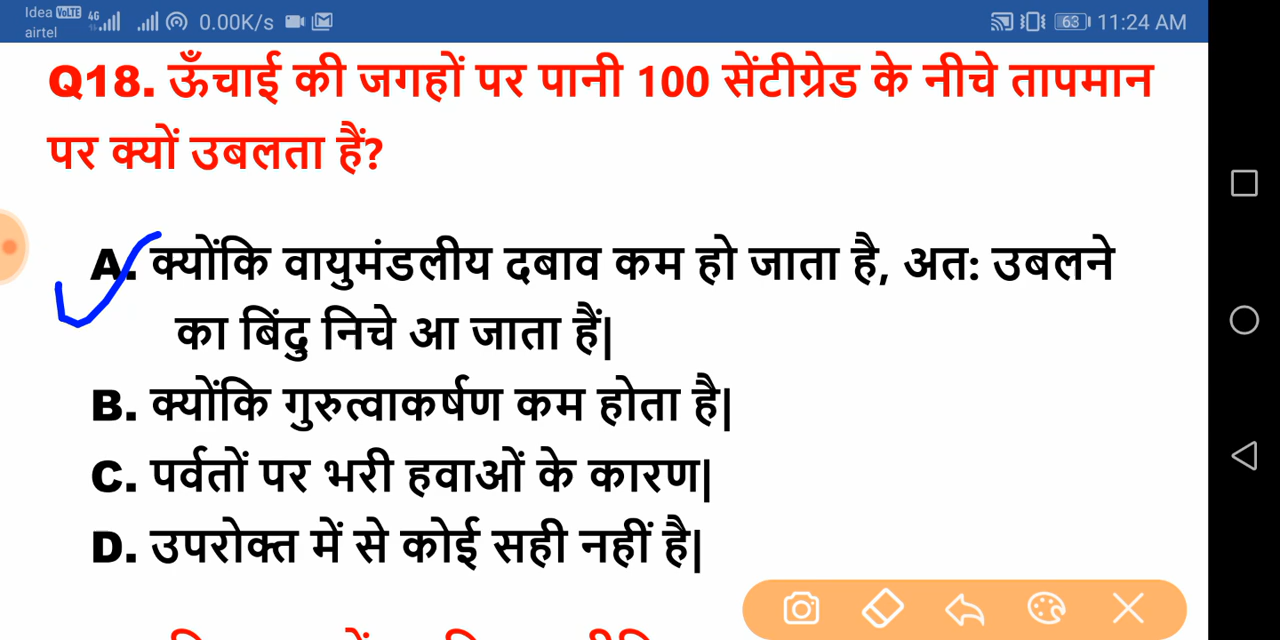 Idea VoLTE 4G 0.00K/s 63 11:24 AM
airtel
Q18. ऊँचाई की जगहों पर पानी 100 सेंटीग्रेड के नीचे तापमान
पर क्यों उबलता हैं?
A. क्योंकि वायुमंडलीय दबाव कम हो जाता है, अत: उबलने
का बिंदु निचे आ जाता हैं|
B. क्योंकि गुरुत्वाकर्षण कम होता है|
C. पर्वतों पर भरी हवाओं के कारण|
D. उपरोक्त में से कोई सही नहीं है|